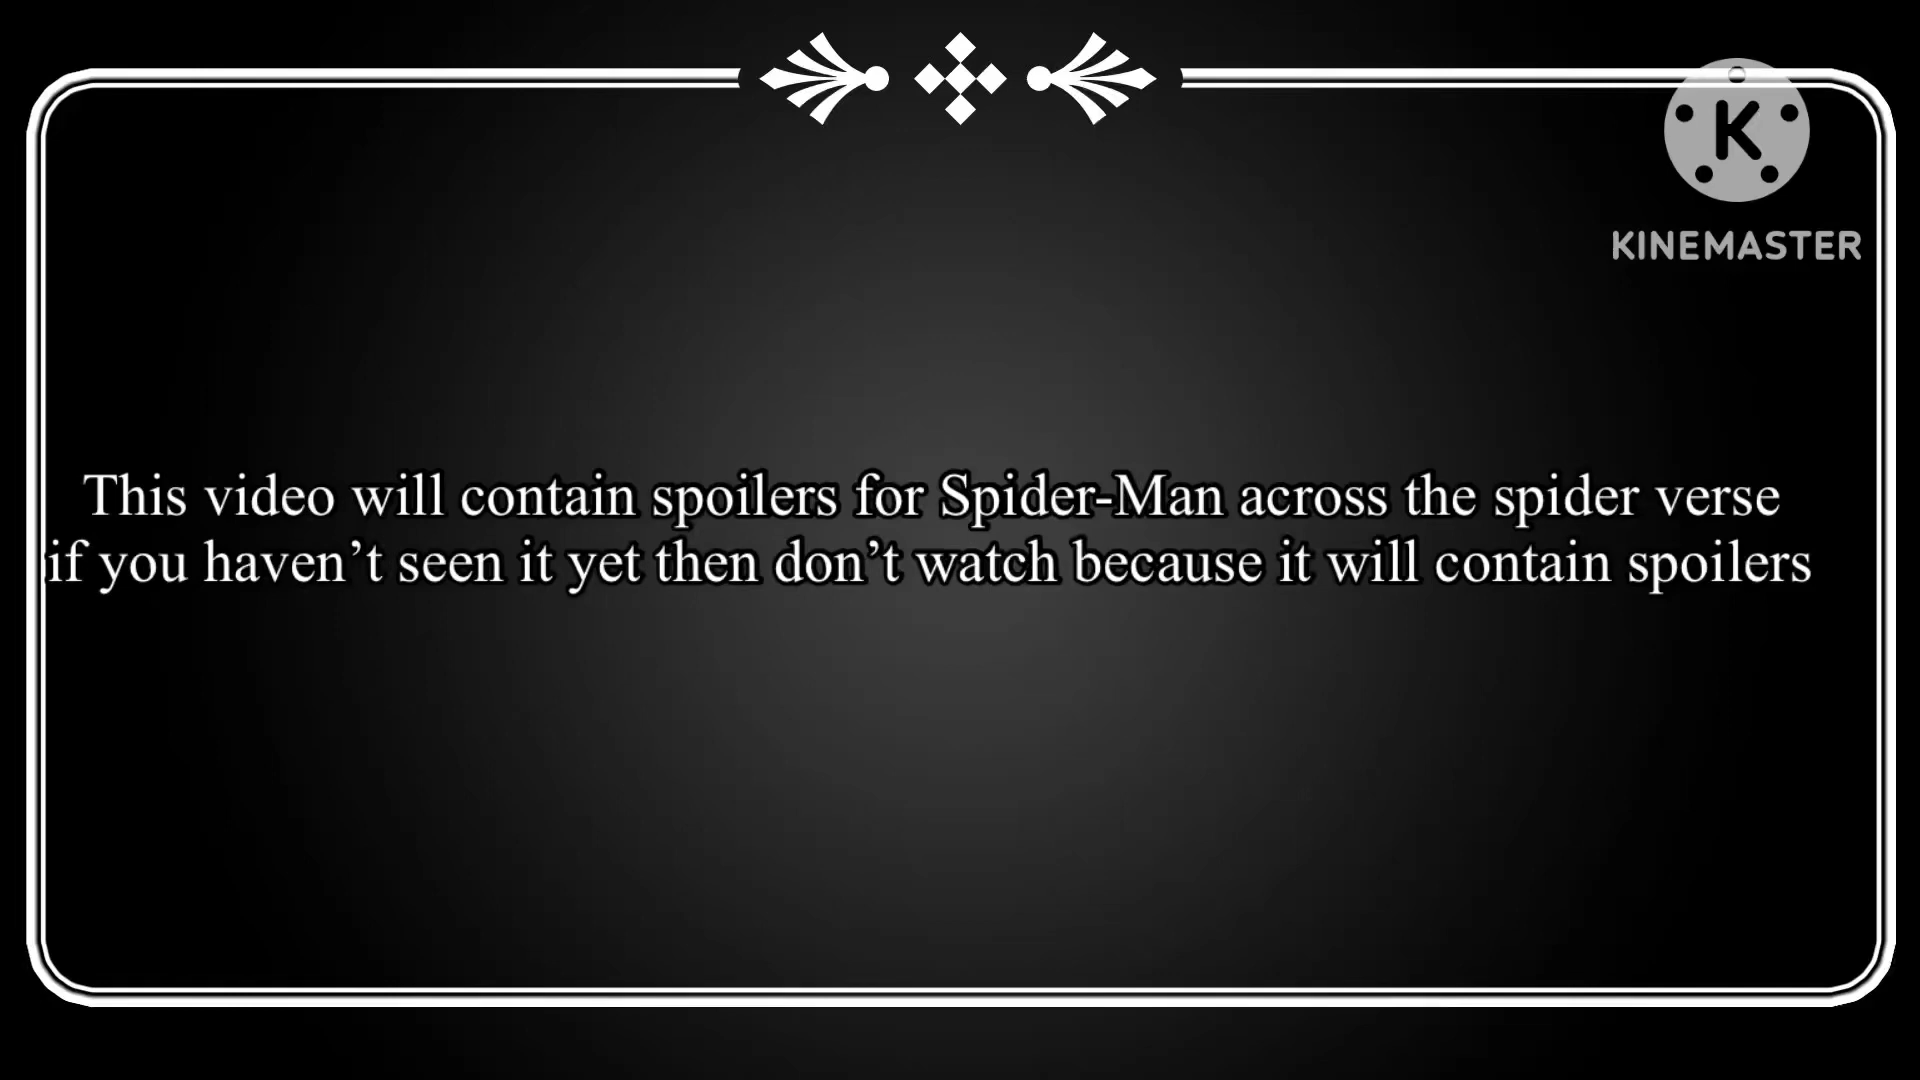 K
KINEMASTER
This video will contain spoilers for Spider-Man across the spider verse
if you haven’t seen it yet then don’t watch because it will contain spoilers